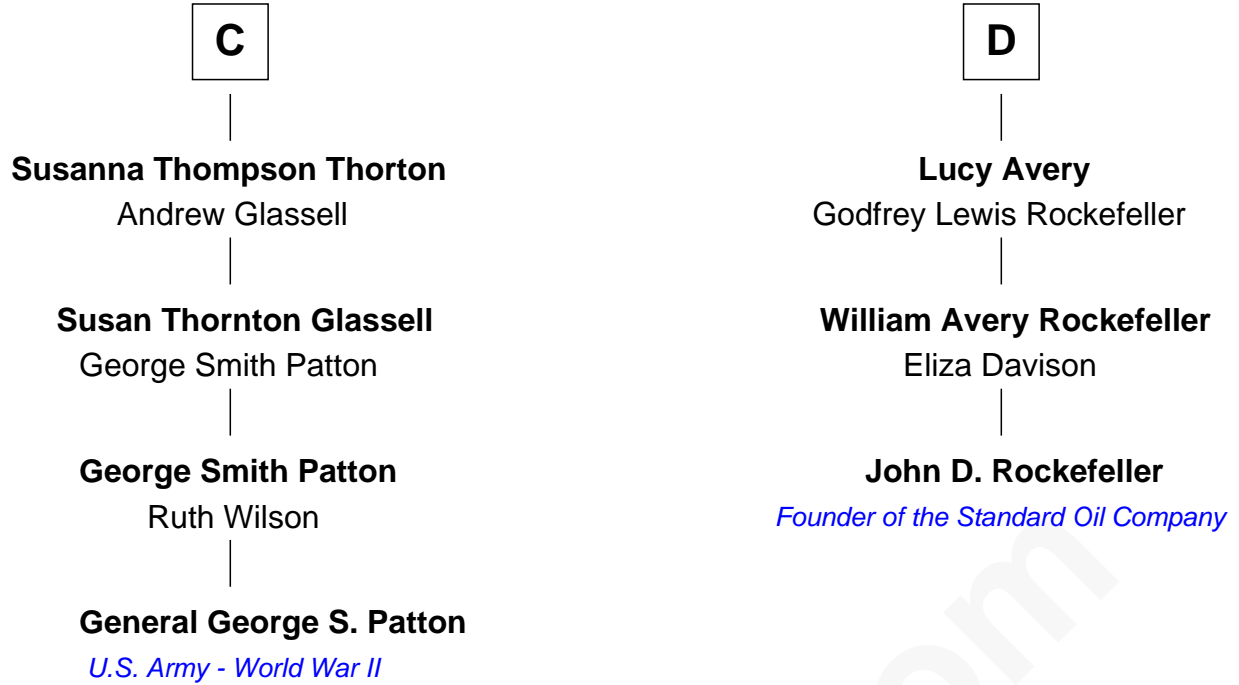 C
Susanna Thompson Thorton
Andrew Glassell
Susan Thornton Glassell
George Smith Patton
George Smith Patton
Ruth Wilson
General George S. Patton
U.S. Army - World War II
D
Lucy Avery
Godfrey Lewis Rockefeller
William Avery Rockefeller
Eliza Davison
John D. Rockefeller
Founder of the Standard Oil Company
om